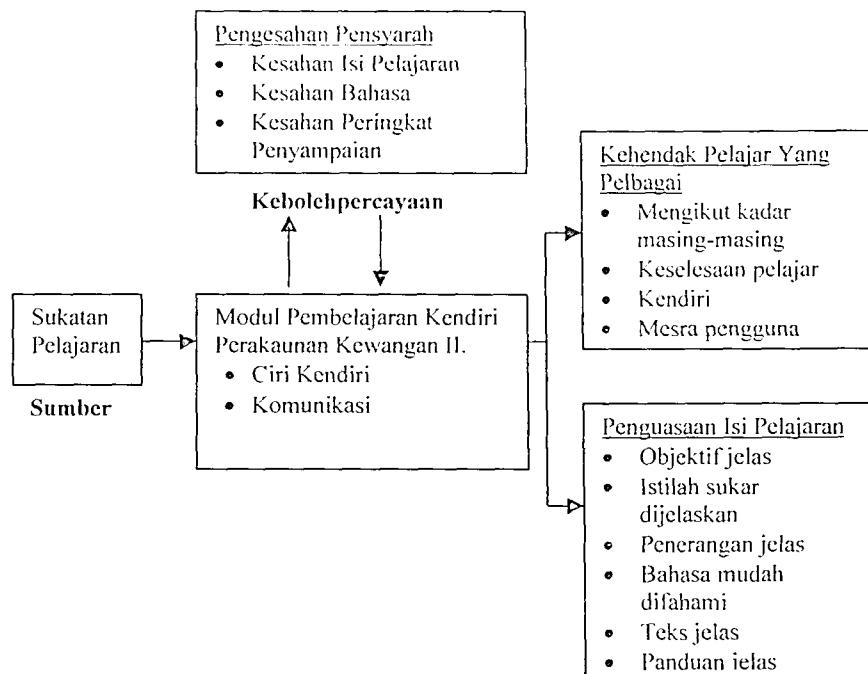 Pengesahan Pensyarah
• Kesahan Isi Pelajaran
• Kesahan Bahasa
• Kesahan Peringkat
Penyampaian
Kebolehpercayaan
Sukatan
Pelajaran
Sumber
Modul Pembelajaran Kendiri
Perakaunan Kewangan II.
• Ciri Kendiri
• Komunikasi
Kehendak Pelajar Yang
Pelbagai
• Mengikut kadar
masing-masing
• Keselesaan pelajar
• Kendiri
• Mesra pengguna
Penguasaan Isi Pelajaran
• Objektif jelas
• Istilah sukar
dijelaskan
• Penerangan jelas
• Bahasa mudah
difahami
• Teks jelas
• Panduan jelas